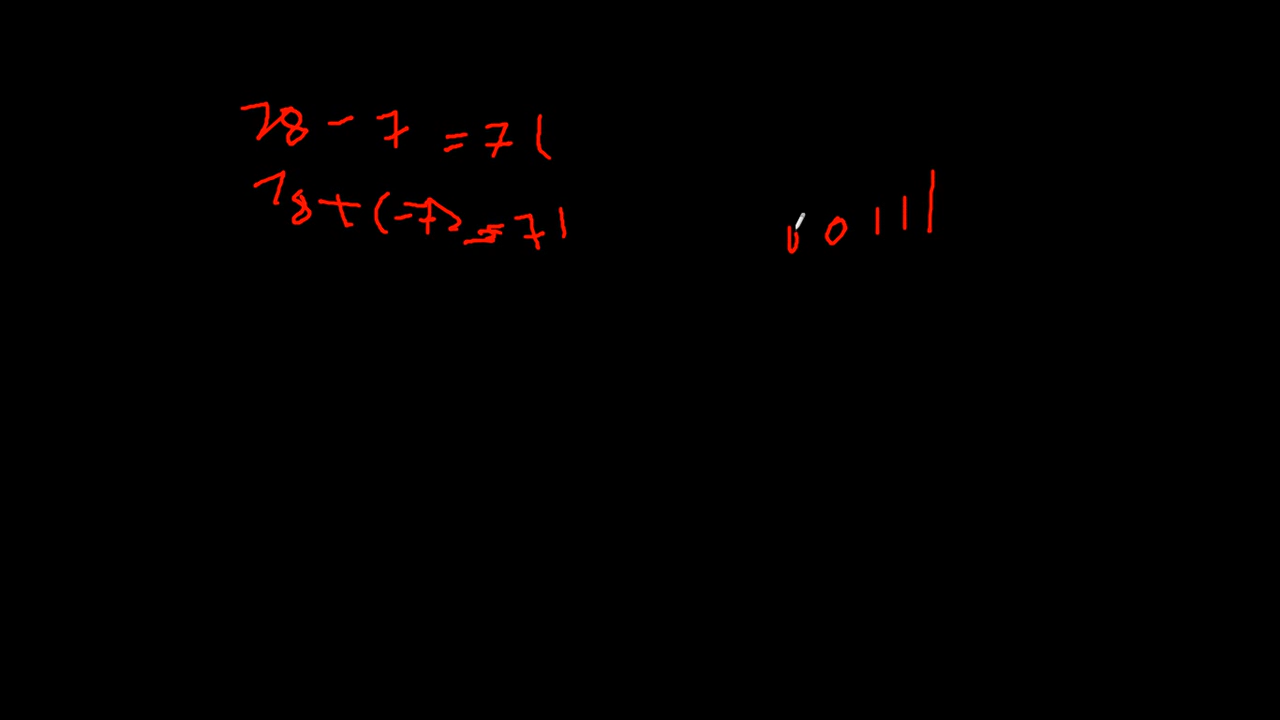 78 - 7 = 71
78 + (-7) = 71
00111